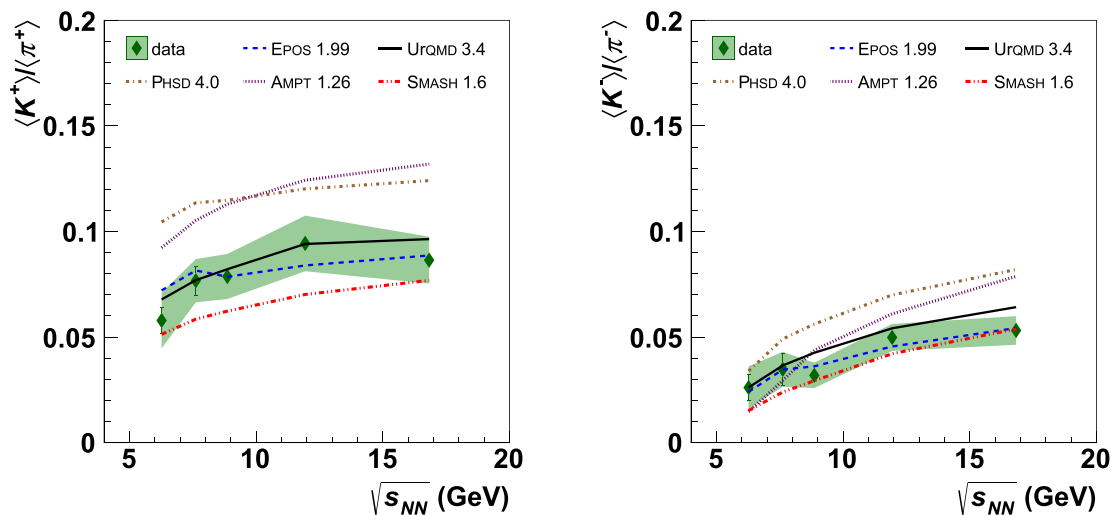 ⟨K⁺⟩/⟨π⁺⟩
0.2
0.15
0.1
0.05
0
data
EPOS 1.99
URQMD 3.4
PHSD 4.0
AMPT 1.26
SMASH 1.6
5 10 15 20
√s_NN (GeV)
⟨K⁻⟩/⟨π⁻⟩
0.2
0.15
0.1
0.05
0
data
EPOS 1.99
URQMD 3.4
PHSD 4.0
AMPT 1.26
SMASH 1.6
5 10 15 20
√s_NN (GeV)